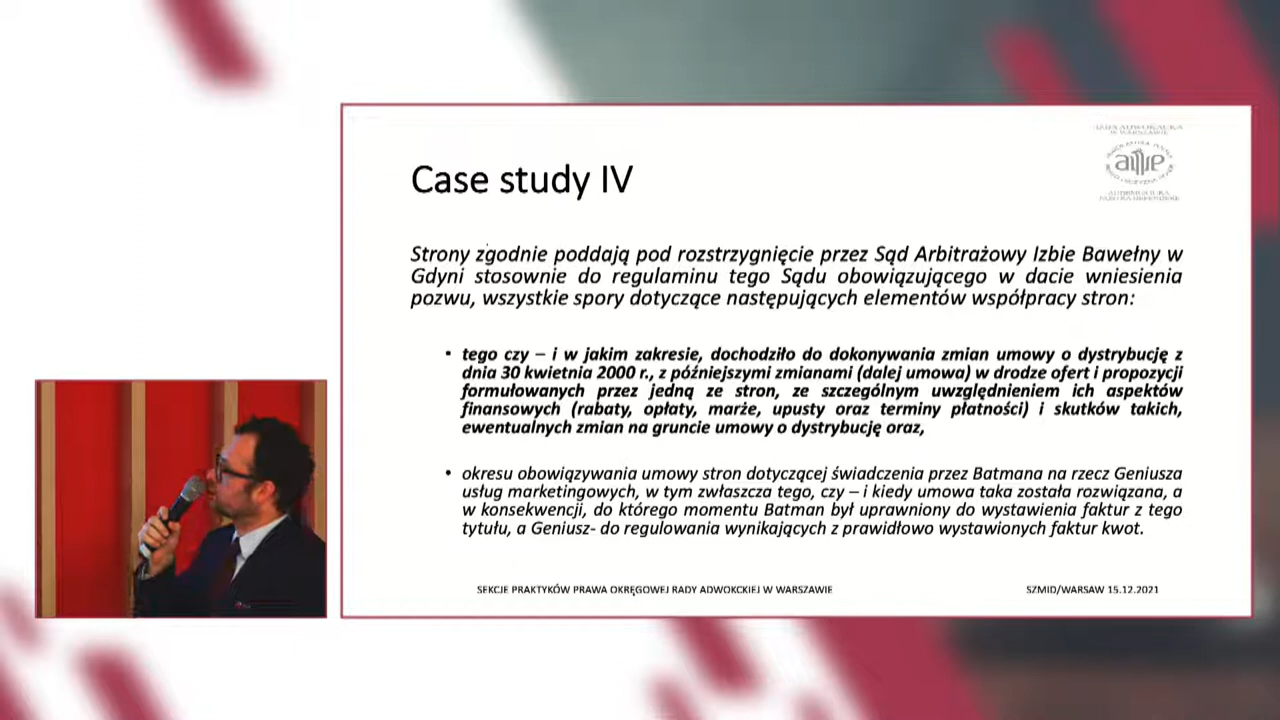 IZBA ADWOKACKA
W WARSZAWIE
Case study IV
Strony zgodnie poddają pod rozstrzygnięcie przez Sąd Arbitrażowy Izbie Bawełny w
Gdyni stosownie do regulaminu tego Sądu obowiązującego w dacie wniesienia
pozwu, wszystkie spory dotyczące następujących elementów współpracy stron:
• tego czy – i w jakim zakresie, dochodziło do dokonywania zmian umowy o dystrybucję z
dnia 30 kwietnia 2000 r., z późniejszymi zmianami (dalej umowa) w drodze ofert i propozycji
formułowanych przez jedną ze stron, ze szczególnym uwzględnieniem ich aspektów
finansowych (rabaty, opłaty, marże, upusty oraz terminy płatności) i skutków takich,
ewentualnych zmian na gruncie umowy o dystrybucję oraz,
• okresu obowiązywania umowy stron dotyczącej świadczenia przez Batmana na rzecz Geniusza
usług marketingowych, w tym zwłaszcza tego, czy – i kiedy umowa taka została rozwiązana, a
w konsekwencji, do którego momentu Batman był uprawniony do wystawienia faktur z tego
tytułu, a Geniusz- do regulowania wynikających z prawidłowo wystawionych faktur kwot.
SEKCJE PRAKTYKÓW PRAWA OKRĘGOWEJ RADY ADWOKCKIEJ W WARSZAWIE
SZMID/WARSAW 15.12.2021